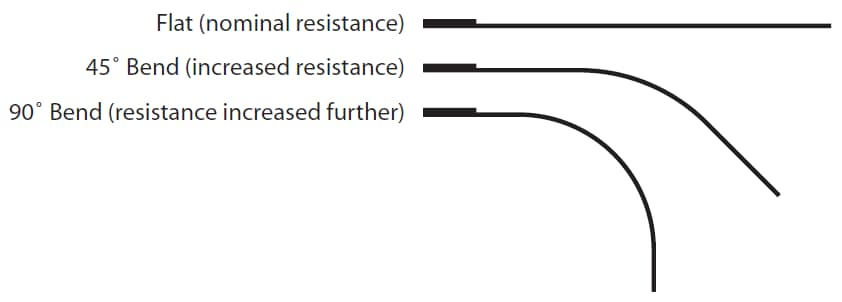 Flat (nominal resistance)
45° Bend (increased resistance)
90° Bend (resistance increased further)